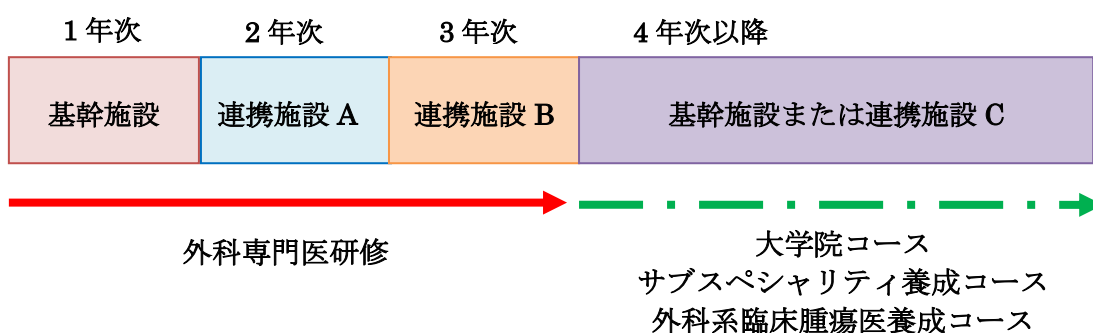 1年次
2年次
3年次
4年次以降
基幹施設
連携施設 A
連携施設 B
基幹施設または連携施設 C
外科専門医研修
大学院コース
サブスペシャリティ養成コース
外科系臨床腫瘍医養成コース